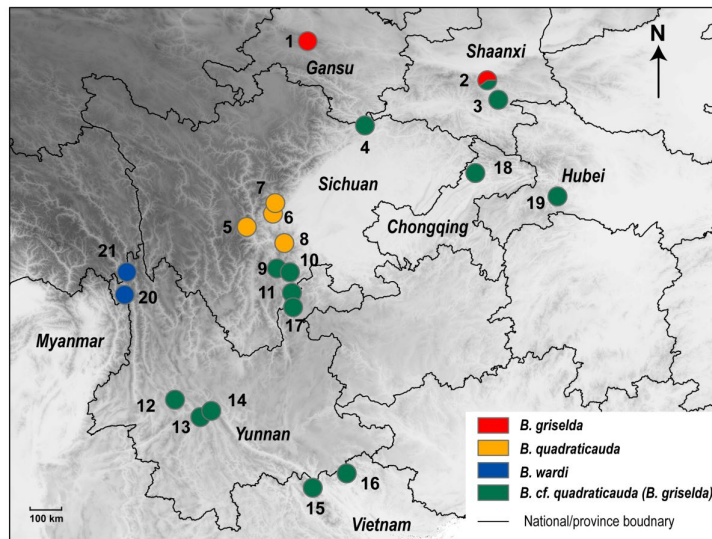 N
1
Gansu
Shaanxi
2
3
4
18
Hubei
19
Sichuan
Chongqing
7
6
5
8
9
10
11
17
21
20
Myanmar
12
14
13
Yunnan
16
15
Vietnam
B. griselda
B. quadraticauda
B. wardi
B. cf. quadraticauda (B. griselda)
National/province boudnary
100 km